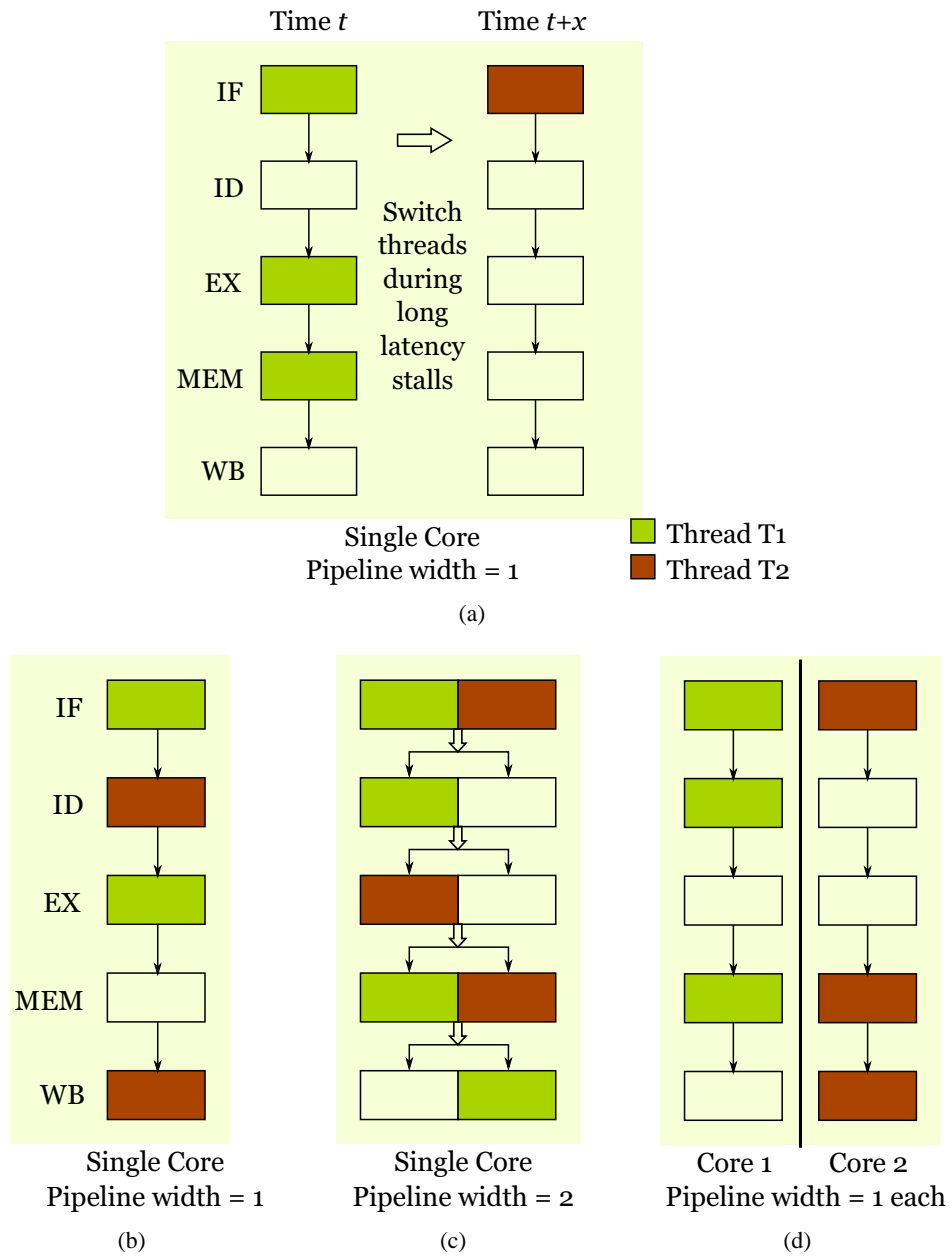 Time t Time t+x
IF
ID
Switch
threads
during
long
latency
stalls
EX
MEM
WB
Single Core
Pipeline width = 1
Thread T1
Thread T2
(a)
IF
ID
EX
MEM
WB
Single Core
Pipeline width = 1
(b)
Single Core
Pipeline width = 2
(c)
Core 1 Core 2
Pipeline width = 1 each
(d)